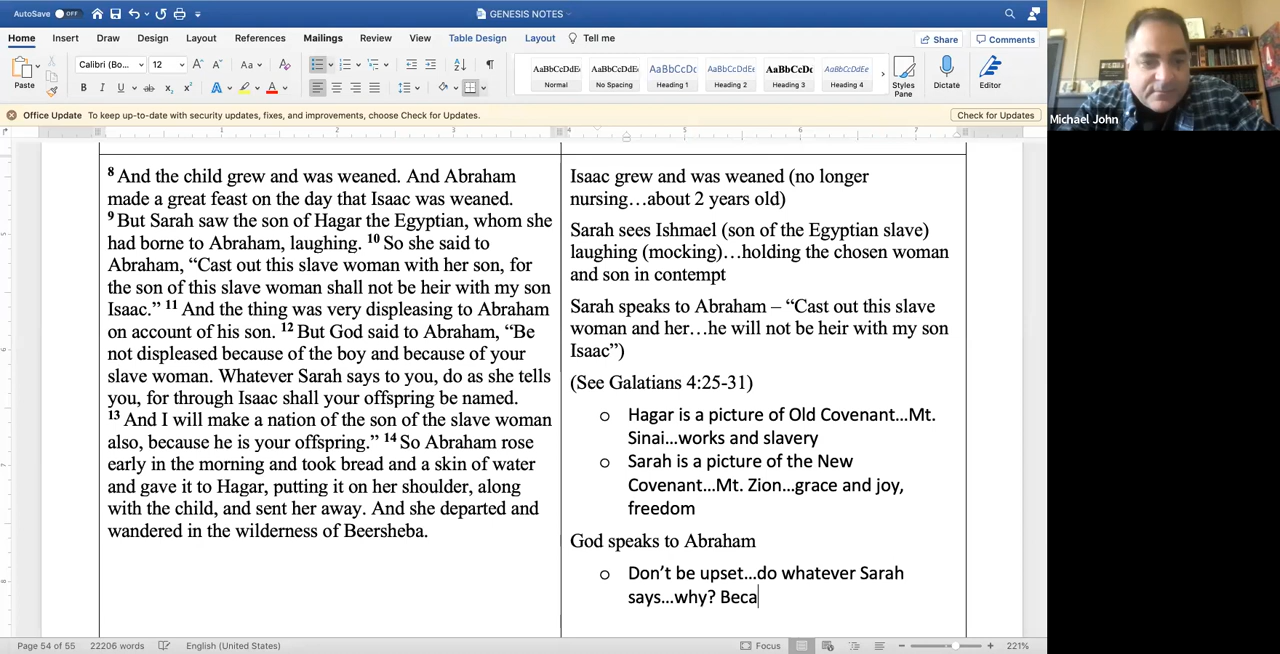 AutoSave OFF GENESIS NOTES
Home Insert Draw Design Layout References Mailings Review View Table Design Layout Tell me Share Comments
Paste Calibri (Bo... 12 A A Aa A
B I U ab x₂ x² A A
AaBbCcDdEe Normal
AaBbCcDdEe No Spacing
AaBbCcDc Heading 1
AaBbCcDdEe Heading 2
AaBbCcDc Heading 3
AaBbCcDdEe Heading 4
Styles Pane
Dictate
Editor
Office Update To keep up-to-date with security updates, fixes, and improvements, choose Check for Updates. Check for Updates
Michael John
1 2 3 4 5 6 7
8 And the child grew and was weaned. And Abraham
made a great feast on the day that Isaac was weaned.
9 But Sarah saw the son of Hagar the Egyptian, whom she
had borne to Abraham, laughing. 10 So she said to
Abraham, “Cast out this slave woman with her son, for
the son of this slave woman shall not be heir with my son
Isaac.” 11 And the thing was very displeasing to Abraham
on account of his son. 12 But God said to Abraham, “Be
not displeased because of the boy and because of your
slave woman. Whatever Sarah says to you, do as she tells
you, for through Isaac shall your offspring be named.
13 And I will make a nation of the son of the slave woman
also, because he is your offspring.” 14 So Abraham rose
early in the morning and took bread and a skin of water
and gave it to Hagar, putting it on her shoulder, along
with the child, and sent her away. And she departed and
wandered in the wilderness of Beersheba.
Isaac grew and was weaned (no longer
nursing…about 2 years old)
Sarah sees Ishmael (son of the Egyptian slave)
laughing (mocking)…holding the chosen woman
and son in contempt
Sarah speaks to Abraham – “Cast out this slave
woman and her…he will not be heir with my son
Isaac”)
(See Galatians 4:25-31)
o Hagar is a picture of Old Covenant…Mt.
Sinai…works and slavery
o Sarah is a picture of the New
Covenant…Mt. Zion…grace and joy,
freedom
God speaks to Abraham
o Don’t be upset…do whatever Sarah
says…why? Beca
Page 54 of 55 22206 words English (United States) Focus 221%